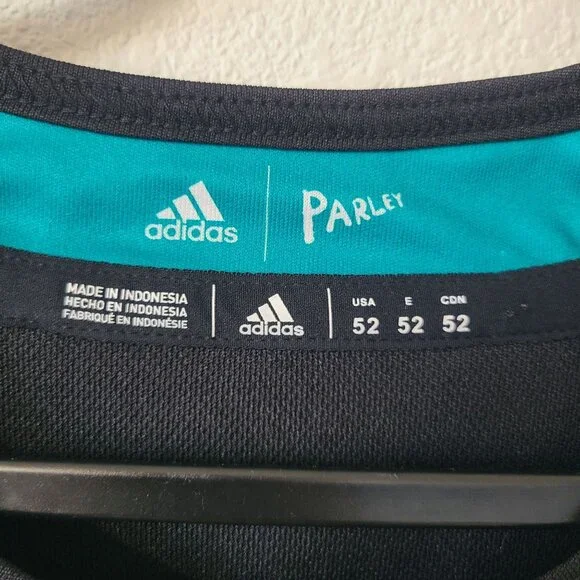 adidas PARLEY
MADE IN INDONESIA
HECHO EN INDONESIA
FABRIQUÉ EN INDONÉSIE
adidas
USA E CDN
52 52 52